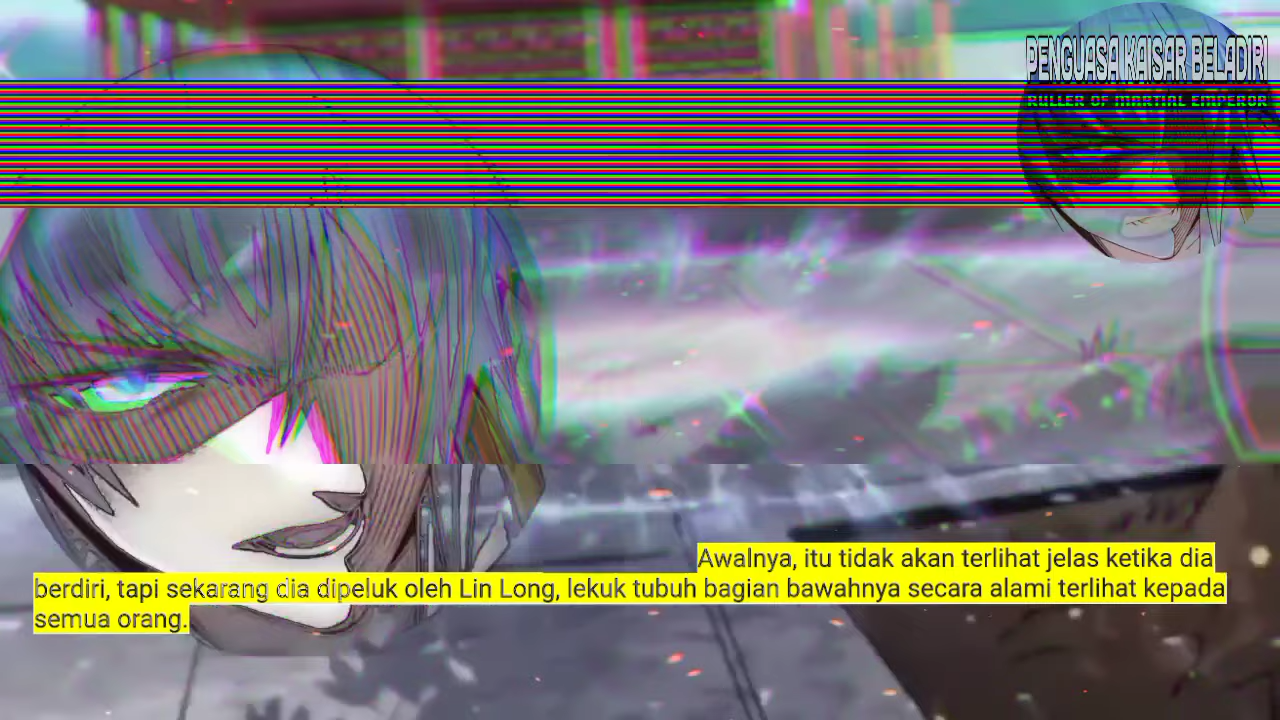 PENGUASA KAISAR BELADIRI
RULLER OF MARTIAL EMPEROR
Awalnya, itu tidak akan terlihat jelas ketika dia
berdiri, tapi sekarang dia dipeluk oleh Lin Long, lekuk tubuh bagian bawahnya secara alami terlihat kepada
semua orang.